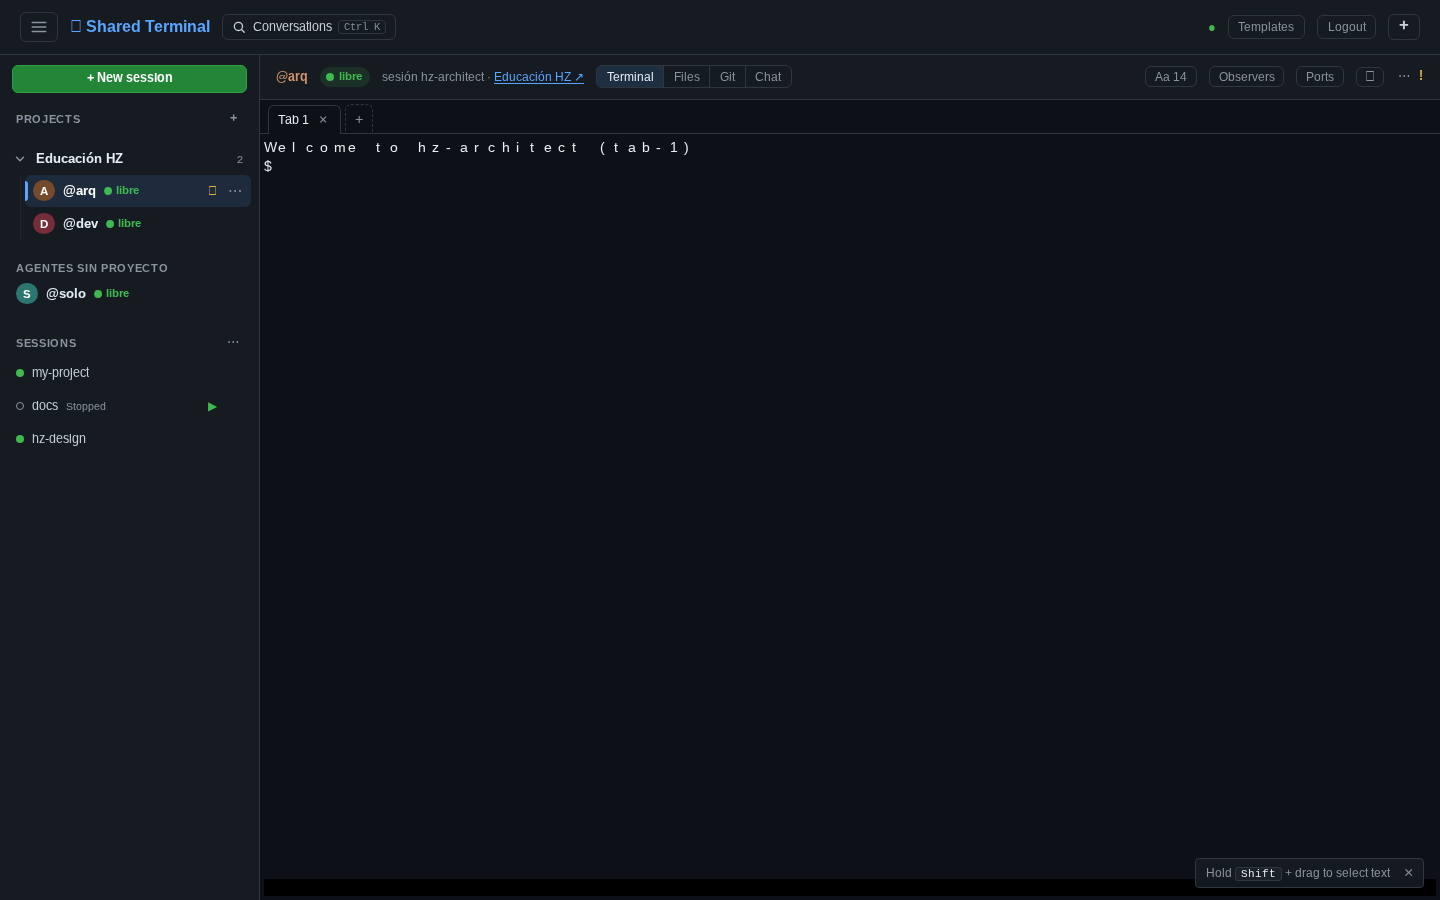 Shared Terminal
Conversations Ctrl K
Templates
Logout
+
+ New session
PROJECTS +
Educación HZ 2
A @arq libre ···
D @dev libre
AGENTES SIN PROYECTO
S @solo libre
SESSIONS ···
my-project
docs Stopped
hz-design
@arq libre sesión hz-architect · Educación HZ ↗
Terminal Files Git Chat
Aa 14 Observers Ports ··· !
Tab 1 × +
Welcome to hz-architect (tab-1)
$
Hold Shift + drag to select text ×